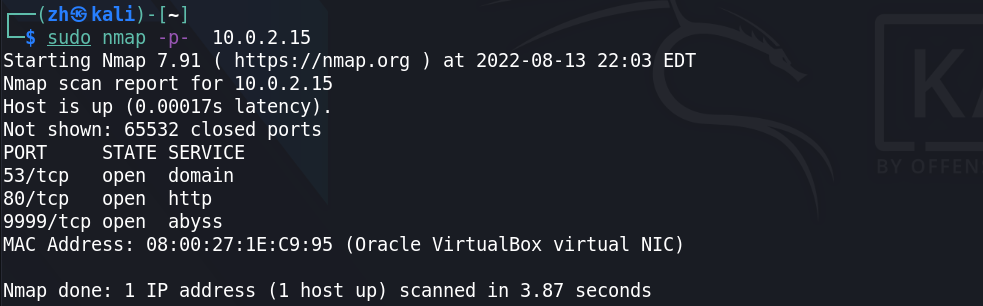 ┌──(zh㉿kali)-[~]
└─$ sudo nmap -p-  10.0.2.15
Starting Nmap 7.91 ( https://nmap.org ) at 2022-08-13 22:03 EDT
Nmap scan report for 10.0.2.15
Host is up (0.00017s latency).
Not shown: 65532 closed ports
PORT     STATE SERVICE
53/tcp   open  domain
80/tcp   open  http
9999/tcp open  abyss
MAC Address: 08:00:27:1E:C9:95 (Oracle VirtualBox virtual NIC)
Nmap done: 1 IP address (1 host up) scanned in 3.87 seconds
KA
BY OFFEN